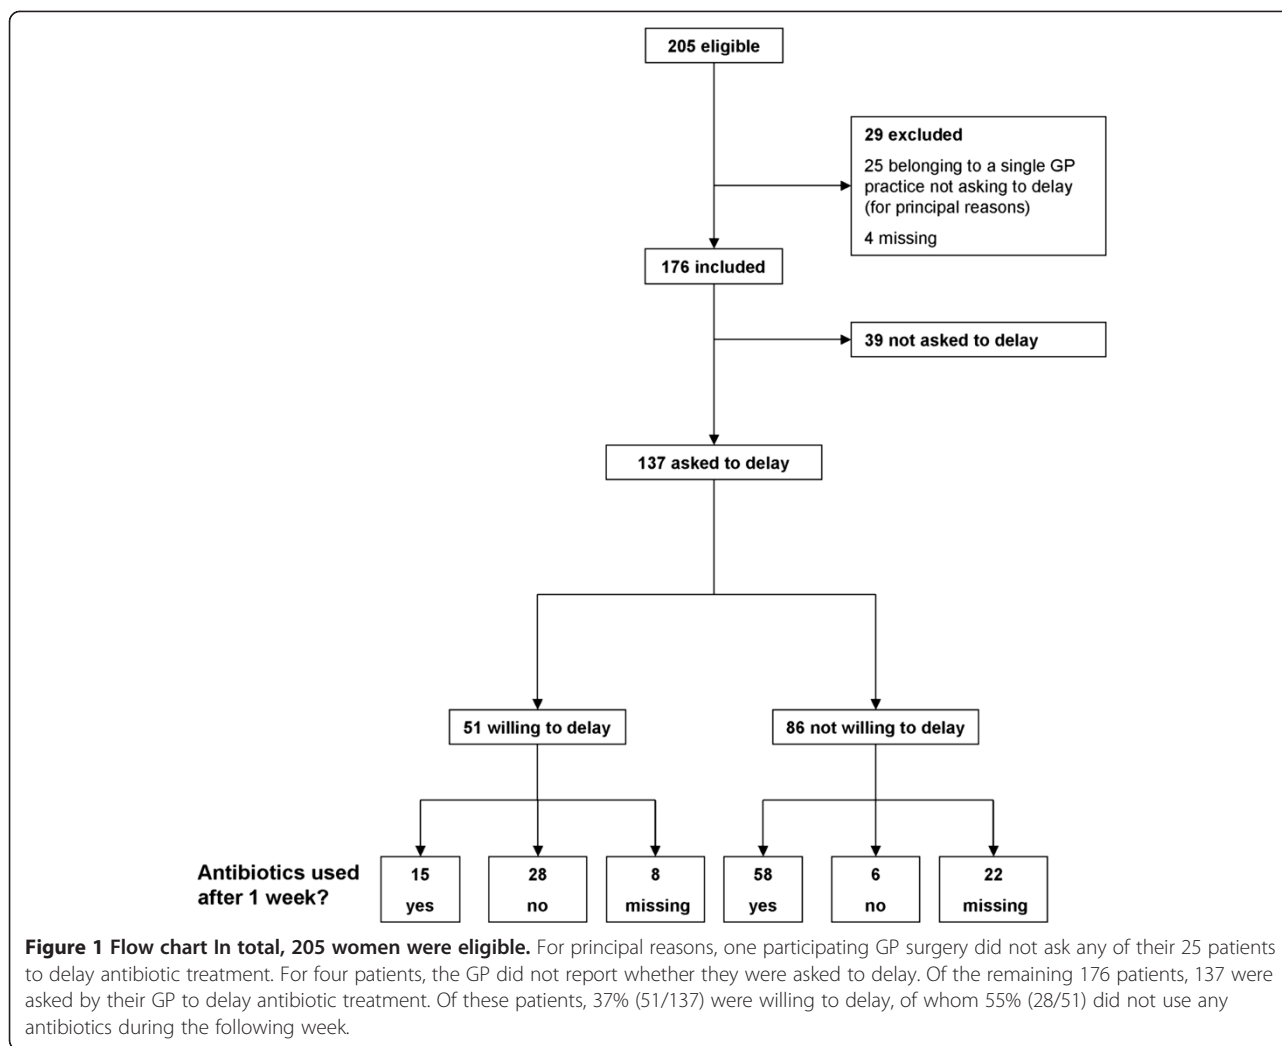 205 eligible
29 excluded
25 belonging to a single GP
practice not asking to delay
(for principal reasons)
4 missing
176 included
39 not asked to delay
137 asked to delay
51 willing to delay
86 not willing to delay
Antibiotics used
after 1 week?
15
yes
28
no
8
missing
58
yes
6
no
22
missing
Figure 1 Flow chart In total, 205 women were eligible. For principal reasons, one participating GP surgery did not ask any of their 25 patients
to delay antibiotic treatment. For four patients, the GP did not report whether they were asked to delay. Of the remaining 176 patients, 137 were
asked by their GP to delay antibiotic treatment. Of these patients, 37% (51/137) were willing to delay, of whom 55% (28/51) did not use any
antibiotics during the following week.